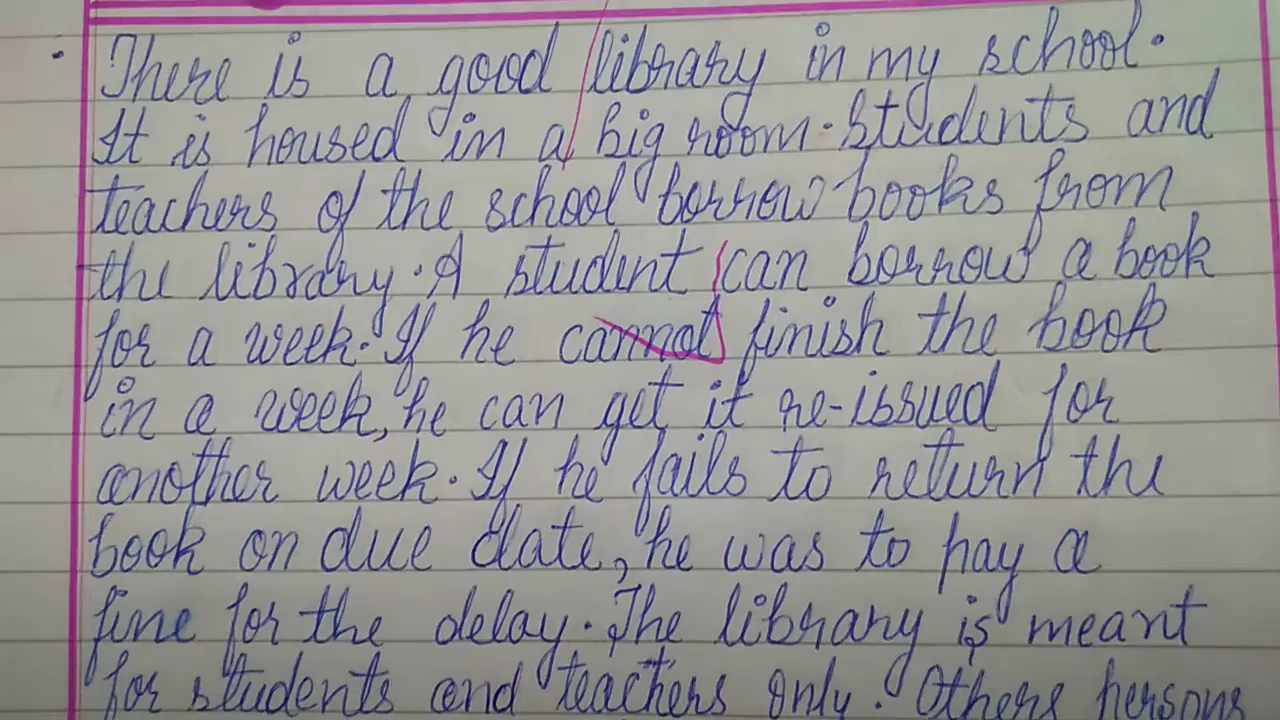 There is a good library in my school.
It is housed in a big room. Students and
teachers of the school borrow books from
the library. A student can borrow a book
for a week. If he cannot finish the book
in a week, he can get it re-issued for
another week. If he fails to return the
book on due date, he was to pay a
fine for the delay. The library is meant
for students and teachers only. Othere persons